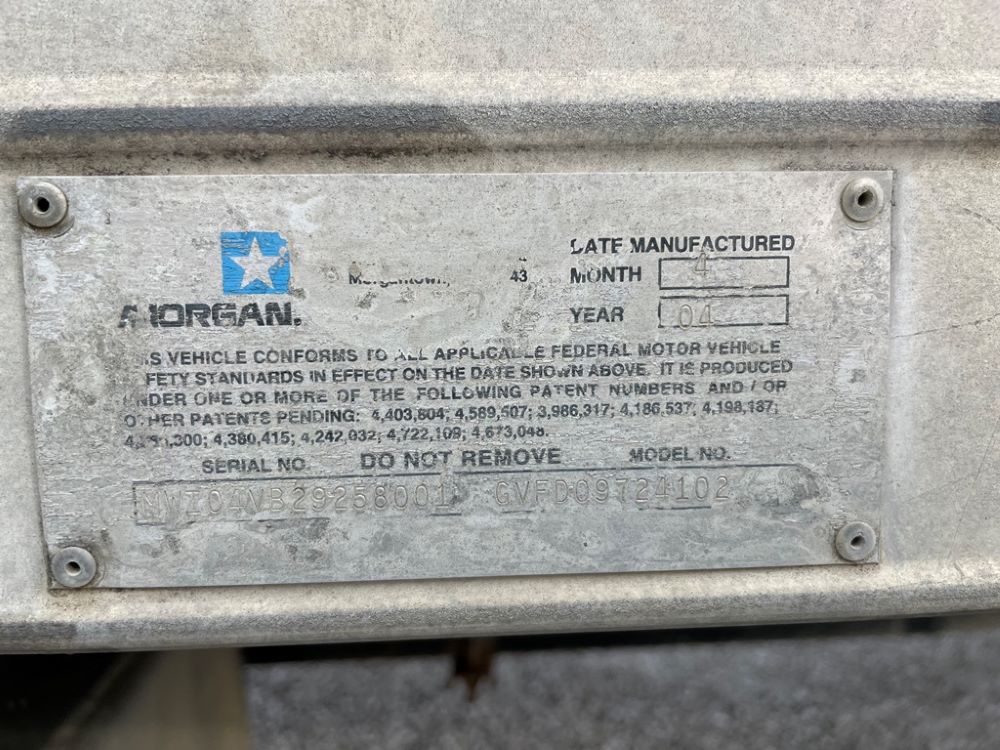 MORGAN.
43
DATE MANUFACTURED
MONTH 4
YEAR 04
VEHICLE CONFORMS TO ALL APPLICABLE FEDERAL MOTOR VEHICLE
STANDARDS IN EFFECT ON THE DATE SHOWN ABOVE. IT IS PRODUCED
UNDER ONE OR MORE OF THE FOLLOWING PATENT NUMBERS AND / OR
OTHER PATENTS PENDING: 4,403,804; 4,589,507; 3,986,317; 4,186,537; 4,198,187;
4,380,415; 4,242,032; 4,722,109; 4,673,048.
SERIAL NO. DO NOT REMOVE MODEL NO.
GVFD09724102